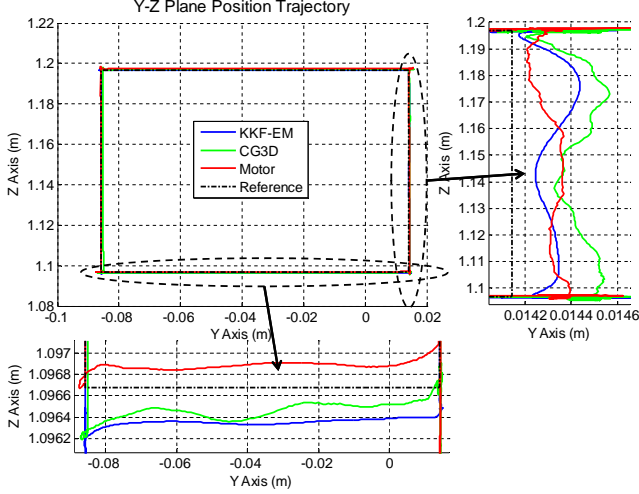 Y-Z Plane Position Trajectory
1.22
1.2
1.18
1.16
1.14
1.12
1.1
1.08
Z Axis (m)
-0.1 -0.08 -0.06 -0.04 -0.02 0 0.02
Y Axis (m)
KKF-EM
CG3D
Motor
Reference
1.2
1.19
1.18
1.17
1.16
1.15
1.14
1.13
1.12
1.11
1.1
Z Axis (m)
0.0142 0.0144 0.0146
Y Axis (m)
1.097
1.0968
1.0966
1.0964
1.0962
Z Axis (m)
-0.08 -0.06 -0.04 -0.02 0
Y Axis (m)